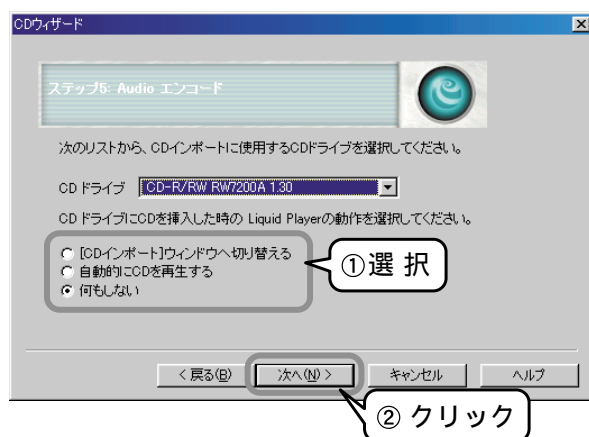 CDウィザード
ステップ5: Audio エンコード
次のリストから、CDインポートに使用するCDドライブを選択してください。
CD ドライブ CD-R/RW RW7200A 1.30
CD ドライブにCDを挿入した時の Liquid Playerの動作を選択してください。
[CDインポート]ウィンドウへ切り替える
自動的にCDを再生する
何もしない
①選 択
< 戻る(B) 次へ(N) > キャンセル ヘルプ
② クリック